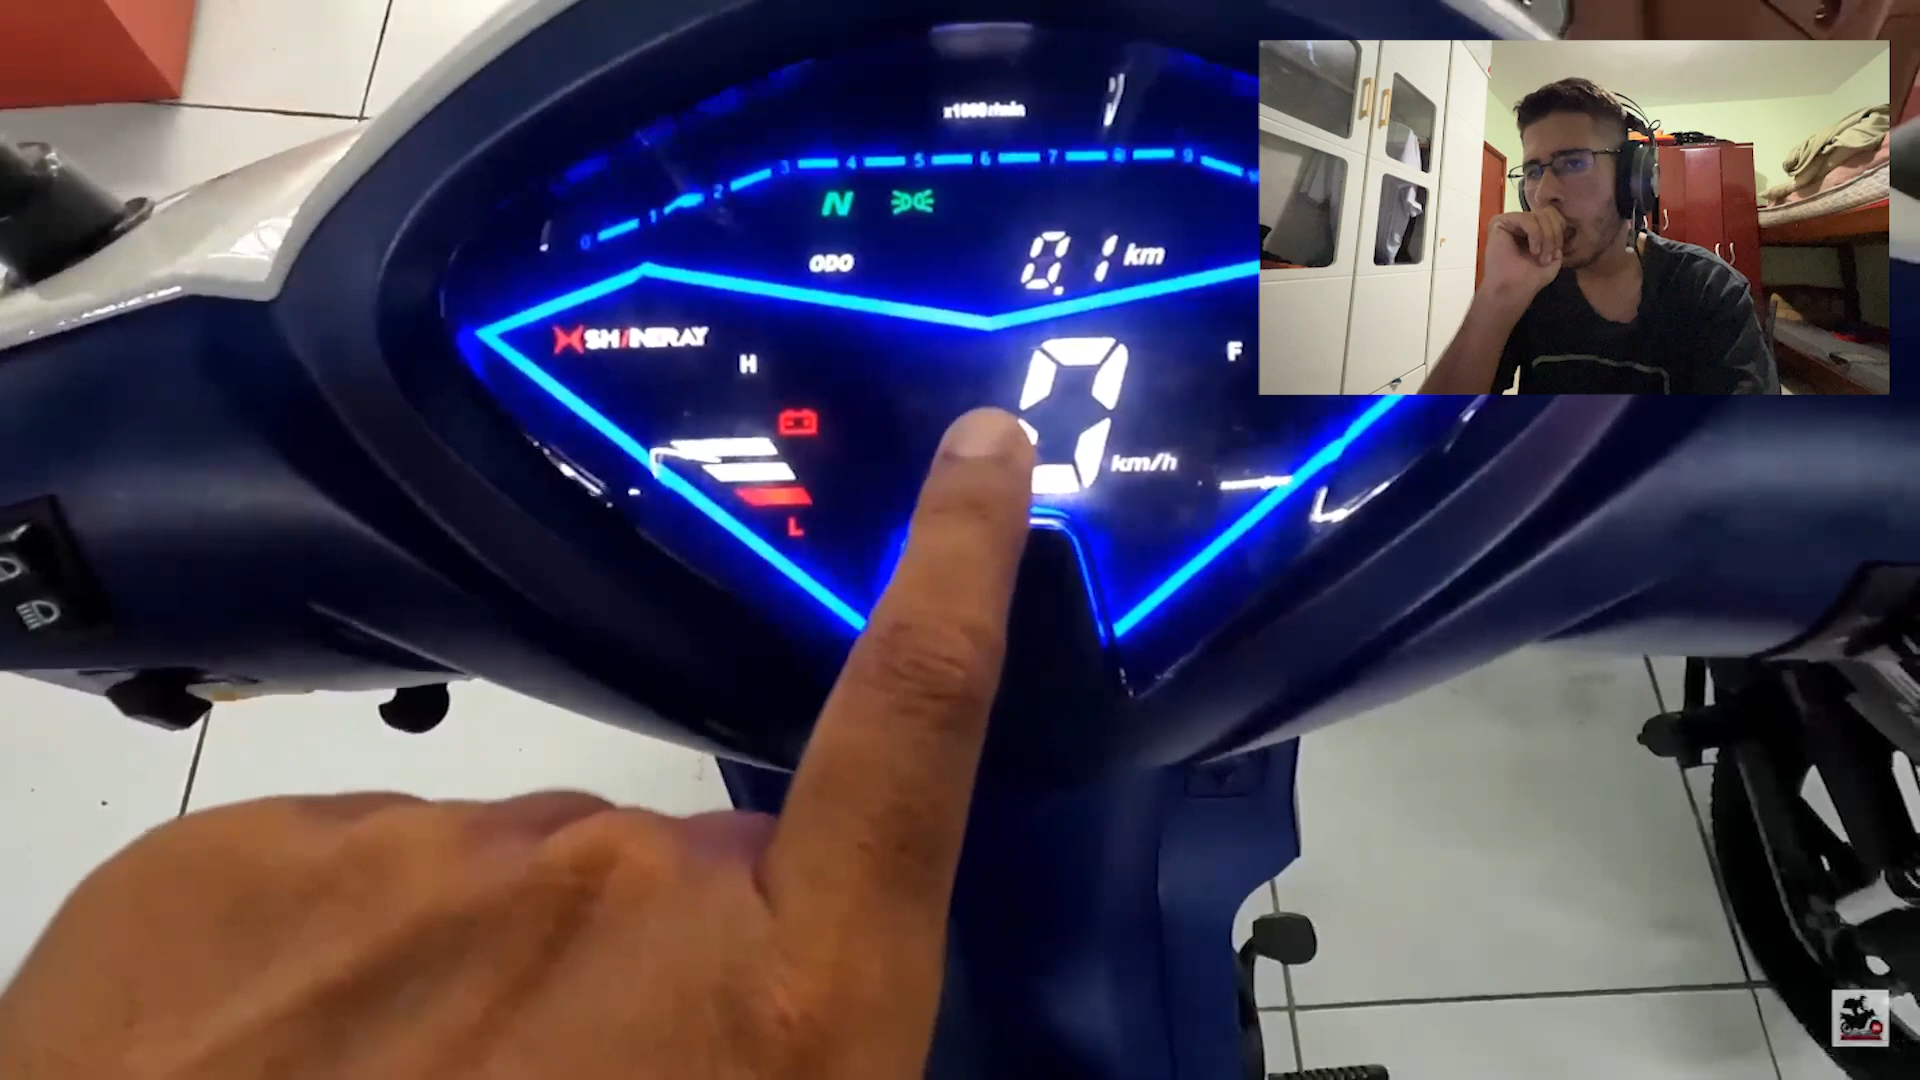 x1000r/min
0 1 2 3 4 5 6 7 8 9
N
ODO 0.1 km
SHINERAY
H
F
0 km/h
L